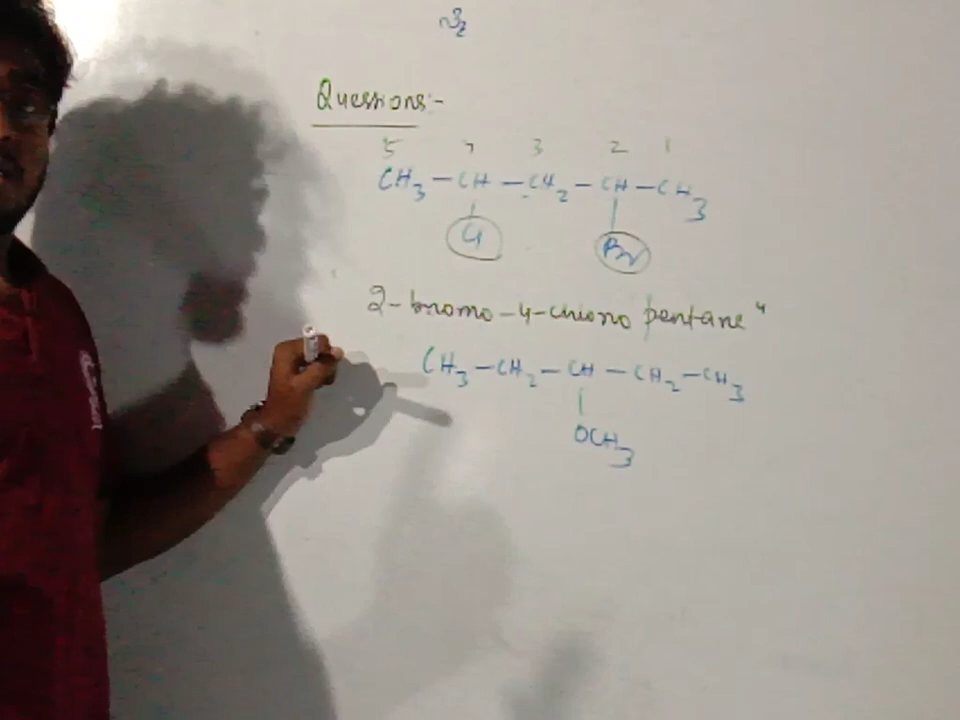 Questions:-
5 4 3 2 1
CH3 - CH - CH2 - CH - CH3
Cl Br
2-bromo-4-chloro pentane"
CH3 - CH2 - CH - CH2 - CH3
OCH3